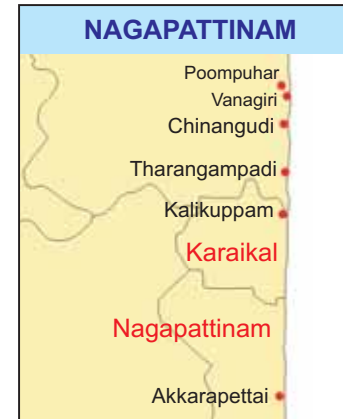 NAGAPATTINAM
Poompuhar
Vanagiri
Chinangudi
Tharangampadi
Kalikuppam
Karaikal
Nagapattinam
Akkarapettai